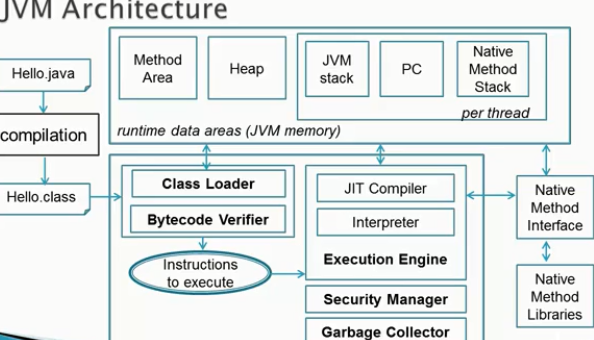 JVM Architecture
Hello.java
compilation
Hello.class
Method
Area
Heap
JVM
stack
PC
Native
Method
Stack
per thread
runtime data areas (JVM memory)
Class Loader
Bytecode Verifier
Instructions
to execute
JIT Compiler
Interpreter
Execution Engine
Security Manager
Garbage Collector
Native
Method
Interface
Native
Method
Libraries